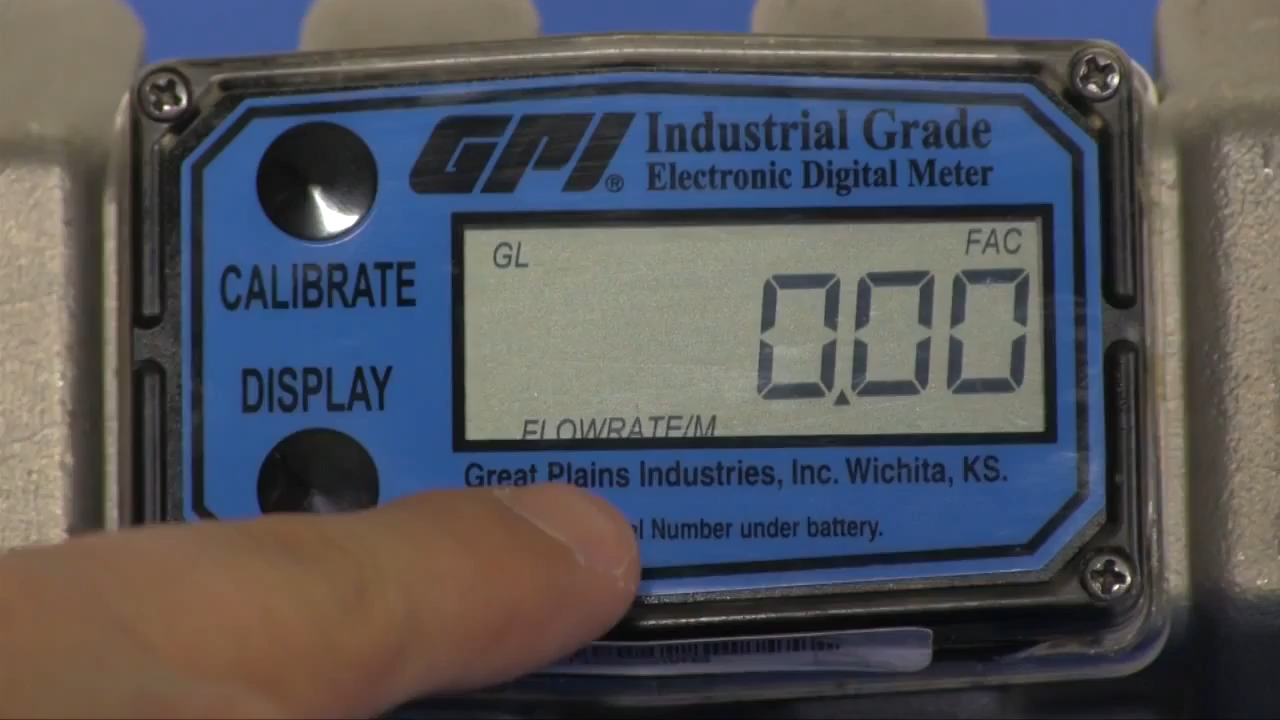 GPI® Industrial Grade
Electronic Digital Meter
CALIBRATE
DISPLAY
GL
FAC
0.00
FLOWRATE/M
Great Plains Industries, Inc. Wichita, KS.
Number under battery.